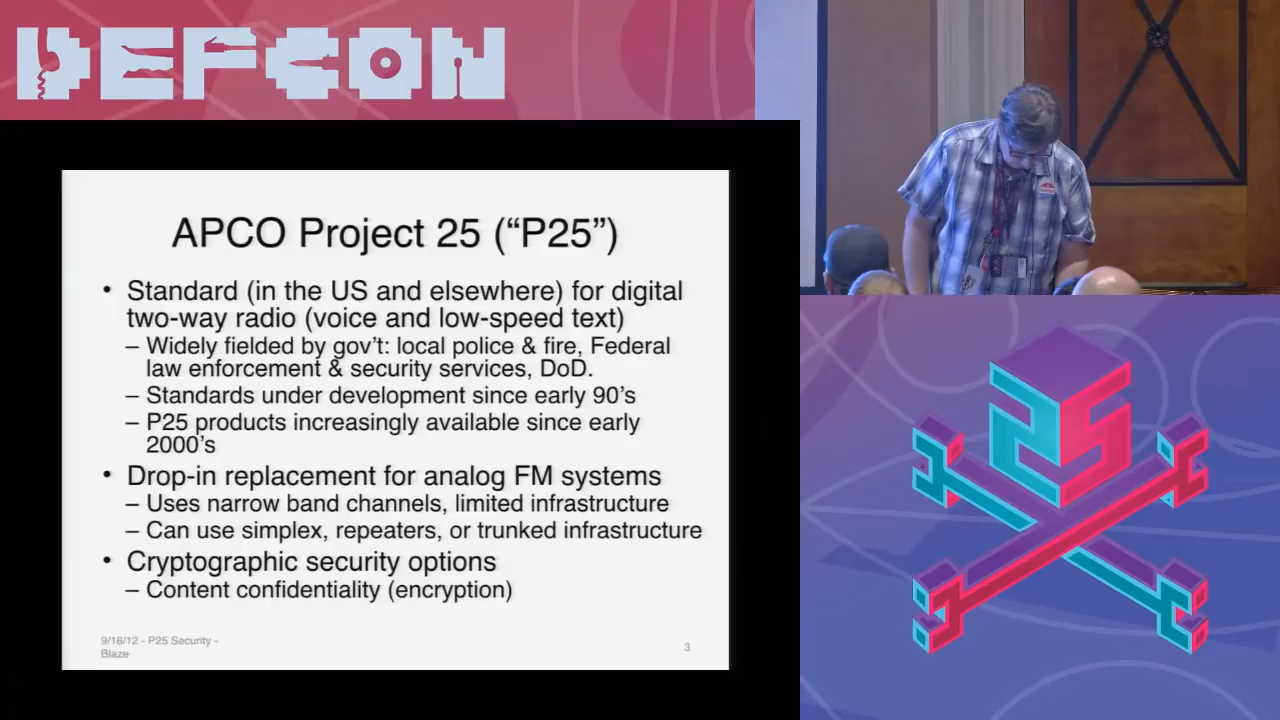 DEFCON
APCO Project 25 (“P25”)
• Standard (in the US and elsewhere) for digital
two-way radio (voice and low-speed text)
– Widely fielded by gov’t: local police & fire, Federal
law enforcement & security services, DoD.
– Standards under development since early 90’s
– P25 products increasingly available since early
2000’s
• Drop-in replacement for analog FM systems
– Uses narrow band channels, limited infrastructure
– Can use simplex, repeaters, or trunked infrastructure
• Cryptographic security options
– Content confidentiality (encryption)
9/16/12 - P25 Security -
Blaze
3
25